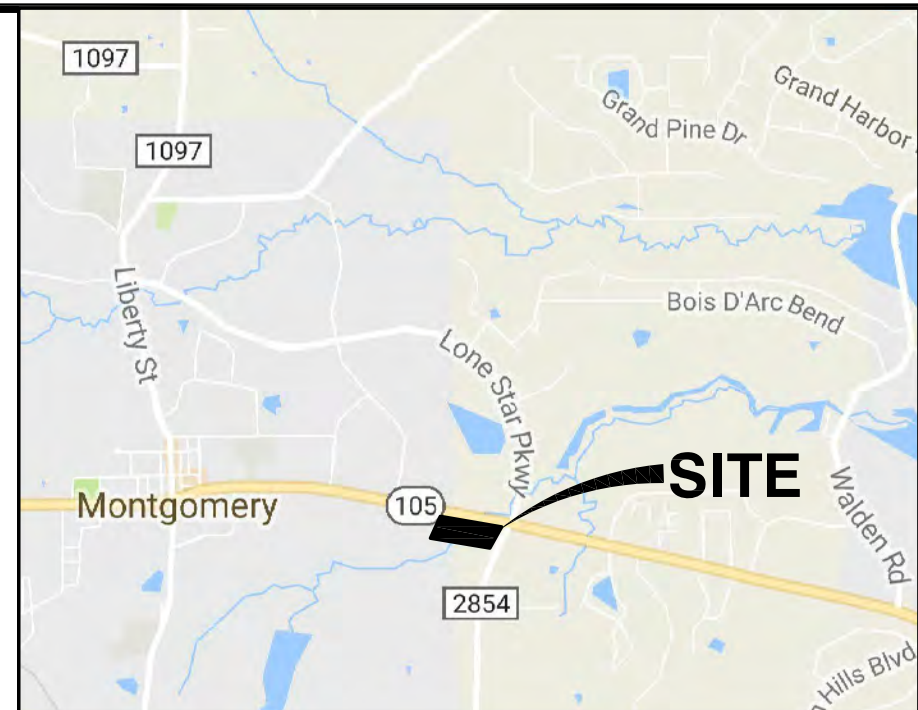 1097
Grand Pine Dr
Grand Harbor
1097
Liberty St
Bois D'Arc Bend
Lone Star Pkwy
SITE
Montgomery
105
Walden Rd
2854
Hills Blvd